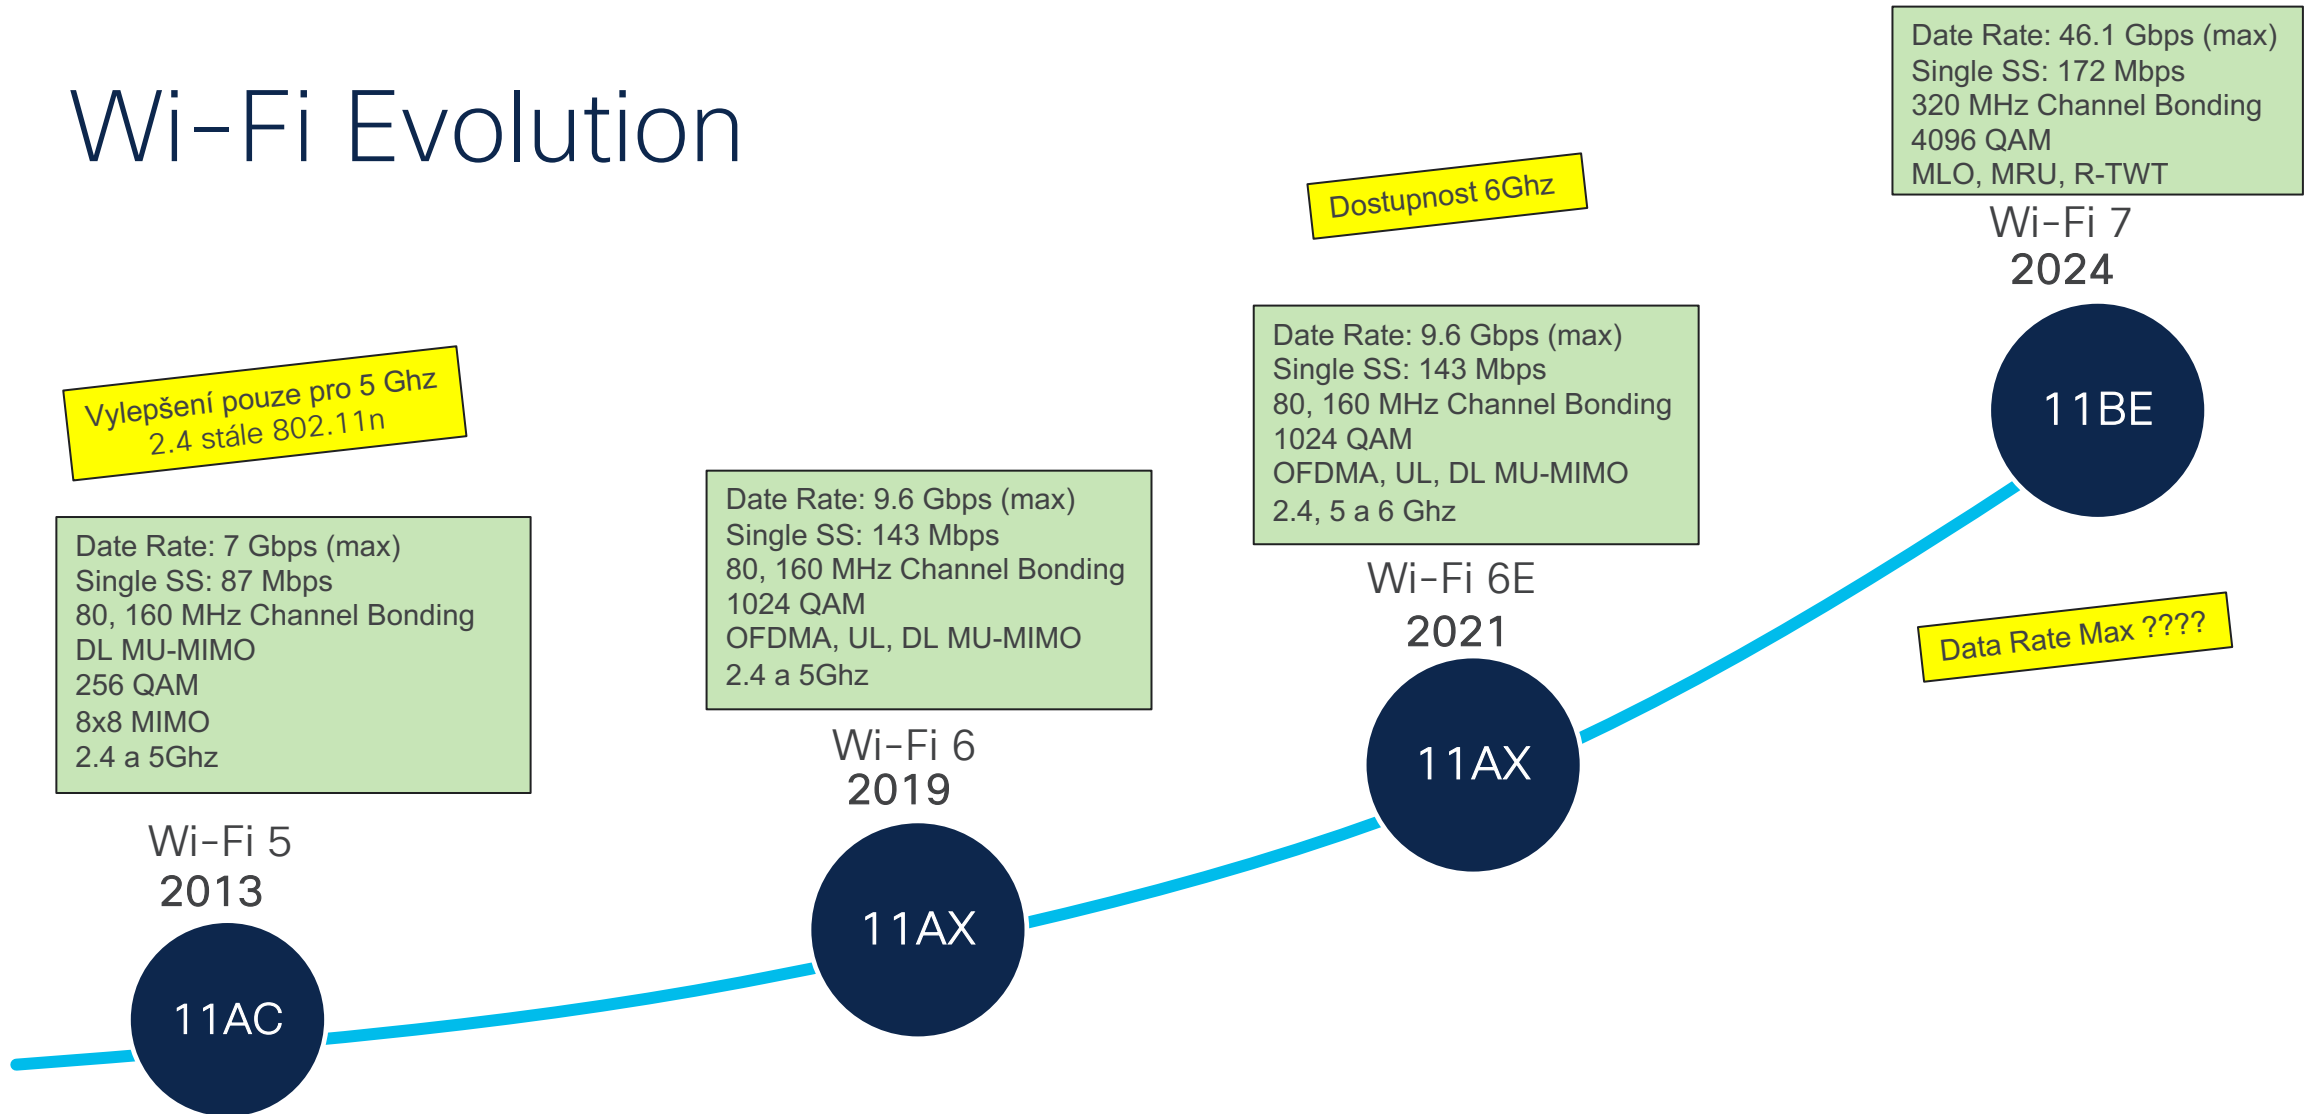 Wi-Fi Evolution
Vylepšení pouze pro 5 Ghz
2.4 stále 802.11n
Date Rate: 7 Gbps (max)
Single SS: 87 Mbps
80, 160 MHz Channel Bonding
DL MU-MIMO
256 QAM
8x8 MIMO
2.4 a 5Ghz
Wi-Fi 5
2013
11AC
Date Rate: 9.6 Gbps (max)
Single SS: 143 Mbps
80, 160 MHz Channel Bonding
1024 QAM
OFDMA, UL, DL MU-MIMO
2.4 a 5Ghz
Wi-Fi 6
2019
11AX
Dostupnost 6Ghz
Date Rate: 9.6 Gbps (max)
Single SS: 143 Mbps
80, 160 MHz Channel Bonding
1024 QAM
OFDMA, UL, DL MU-MIMO
2.4, 5 a 6 Ghz
Wi-Fi 6E
2021
11AX
Date Rate: 46.1 Gbps (max)
Single SS: 172 Mbps
320 MHz Channel Bonding
4096 QAM
MLO, MRU, R-TWT
Wi-Fi 7
2024
11BE
Data Rate Max ????